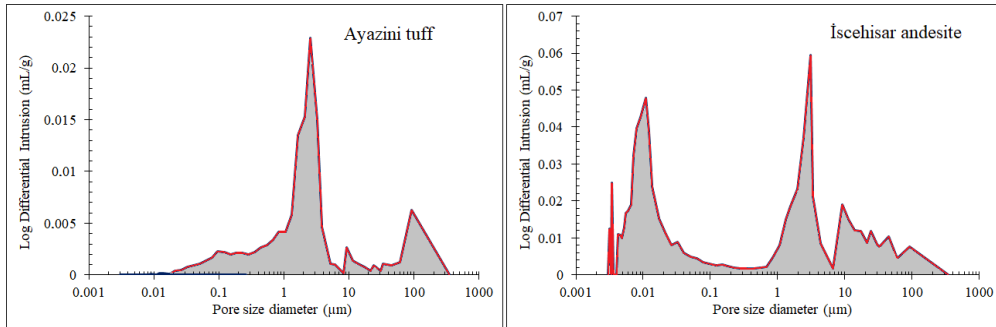 Ayazini tuff
Log Differential Intrusion (mL/g)
0.025
0.02
0.015
0.01
0.005
0
0.001 0.01 0.1 1 10 100 1000
Pore size diameter (µm)
İscehisar andesite
Log Differential Intrusion (mL/g)
0.07
0.06
0.05
0.04
0.03
0.02
0.01
0
0.001 0.01 0.1 1 10 100 1000
Pore size diameter (µm)